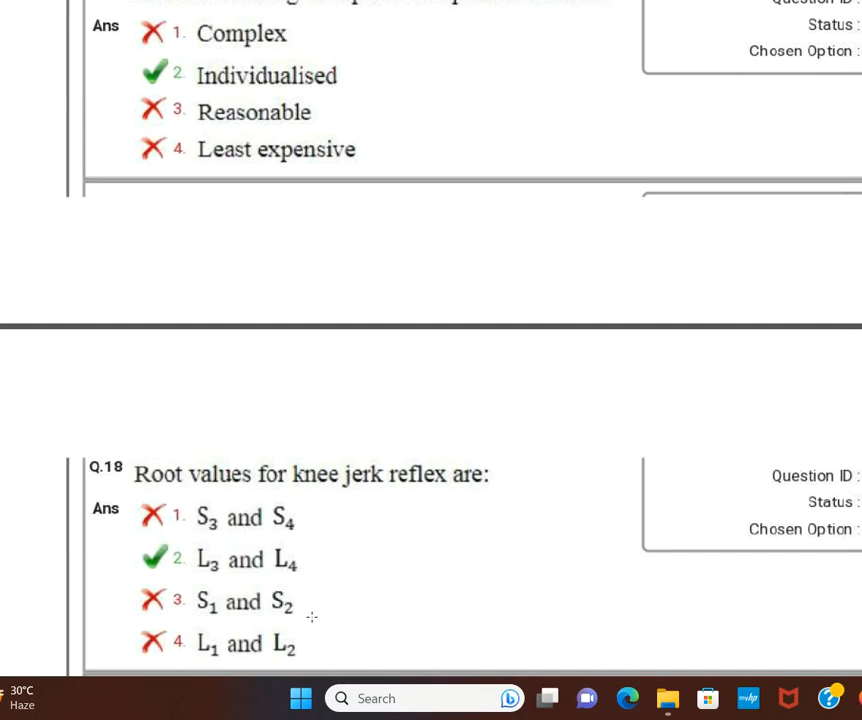 Status :
Ans
1. Complex
Chosen Option :
2. Individualised
3. Reasonable
4. Least expensive
Q.18 Root values for knee jerk reflex are:
Question ID :
Ans
Status :
1. S₃ and S₄
Chosen Option :
2. L₃ and L₄
3. S₁ and S₂
4. L₁ and L₂
30°C
Haze
Search
myhp